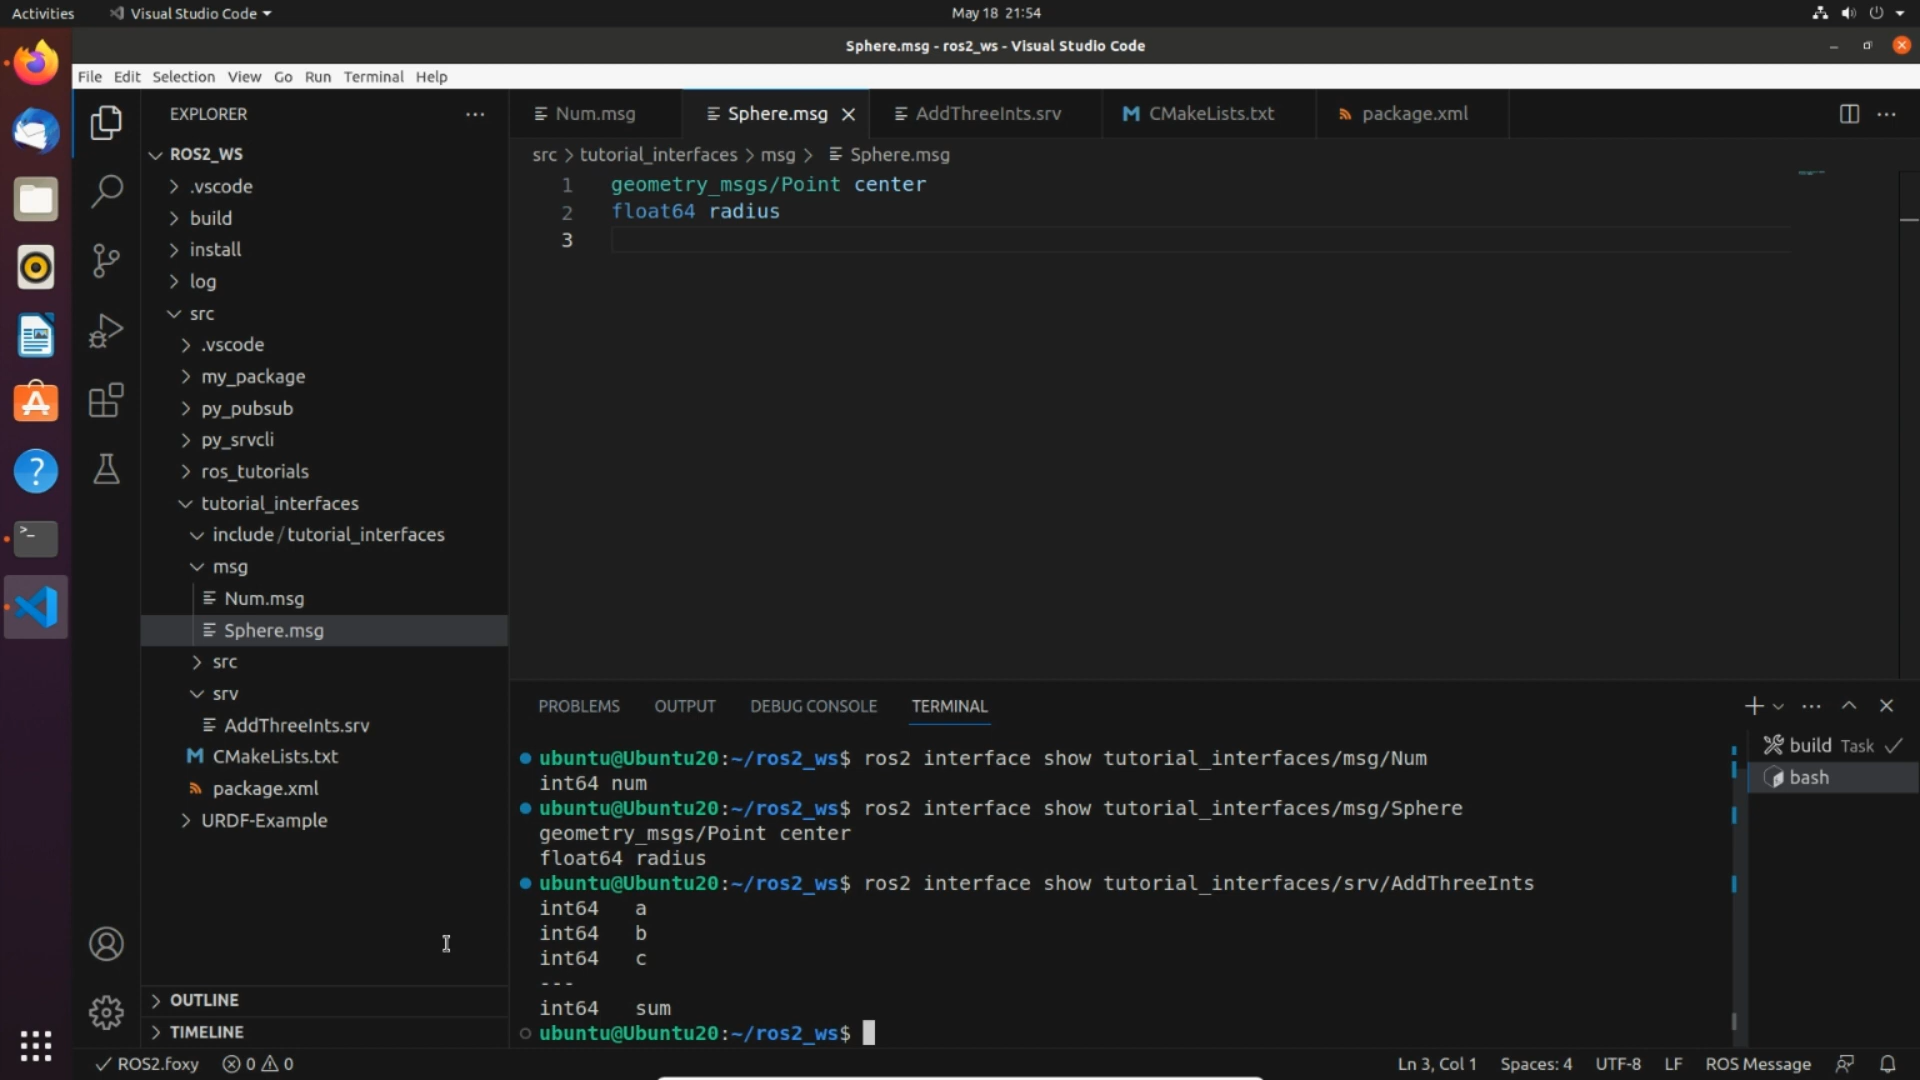 Activities
Visual Studio Code
May 18 21:54
Sphere.msg - ros2_ws - Visual Studio Code
File Edit Selection View Go Run Terminal Help
EXPLORER
ROS2_WS
.vscode
build
install
log
src
.vscode
my_package
py_pubsub
py_srvcli
ros_tutorials
tutorial_interfaces
include / tutorial_interfaces
msg
Num.msg
Sphere.msg
src
srv
AddThreeInts.srv
CMakeLists.txt
package.xml
URDF-Example
OUTLINE
TIMELINE
Num.msg
Sphere.msg
AddThreeInts.srv
CMakeLists.txt
package.xml
src > tutorial_interfaces > msg > Sphere.msg
1 geometry_msgs/Point center
2 float64 radius
3
PROBLEMS OUTPUT DEBUG CONSOLE TERMINAL
ubuntu@Ubuntu20:~/ros2_ws$ ros2 interface show tutorial_interfaces/msg/Num
int64 num
ubuntu@Ubuntu20:~/ros2_ws$ ros2 interface show tutorial_interfaces/msg/Sphere
geometry_msgs/Point center
float64 radius
ubuntu@Ubuntu20:~/ros2_ws$ ros2 interface show tutorial_interfaces/srv/AddThreeInts
int64 a
int64 b
int64 c
---
int64 sum
ubuntu@Ubuntu20:~/ros2_ws$
build Task
bash
ROS2.foxy 0 0
Ln 3, Col 1 Spaces: 4 UTF-8 LF ROS Message